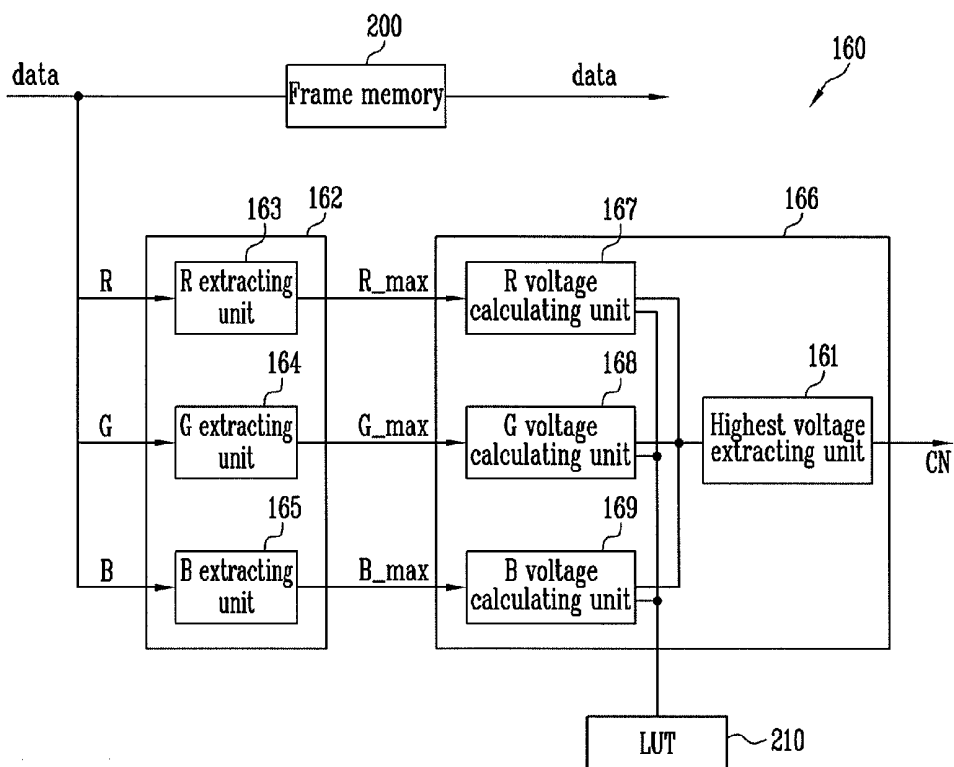 200
160
data
Frame memory
data
163
162
167
166
R
R extracting
unit
R_max
R voltage
calculating unit
164
168
161
G
G extracting
unit
G_max
G voltage
calculating unit
Highest voltage
extracting unit
CN
165
169
B
B extracting
unit
B_max
B voltage
calculating unit
LUT
210